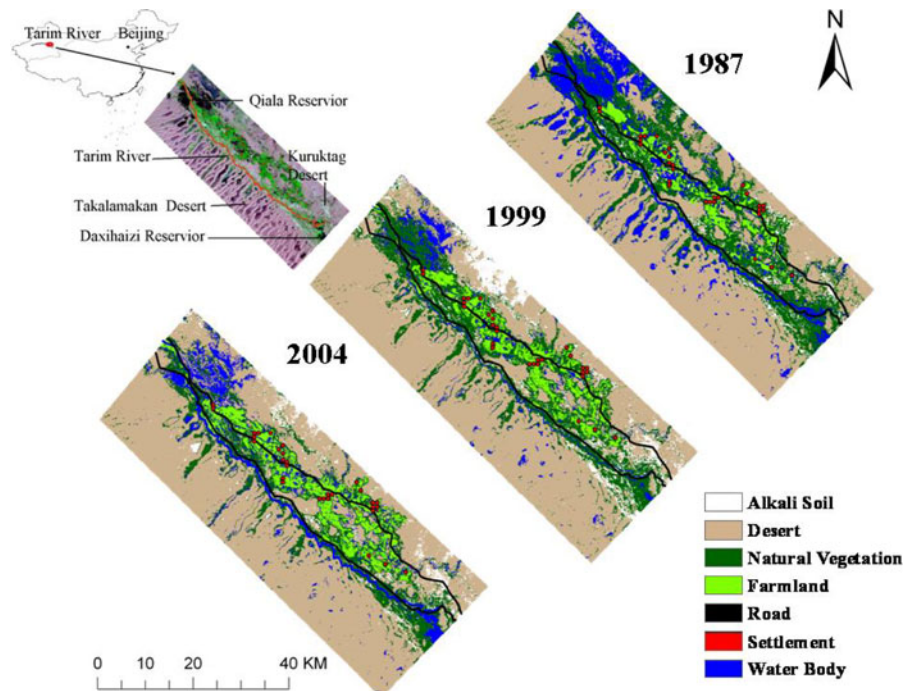 Tarim River
Beijing
N
1987
Qiala Reservior
Tarim River
Kuruktag
Desert
Takalamakan Desert
Daxihaizi Reservior
1999
2004
Alkali Soil
Desert
Natural Vegetation
Farmland
Road
Settlement
Water Body
0 10 20 40 KM